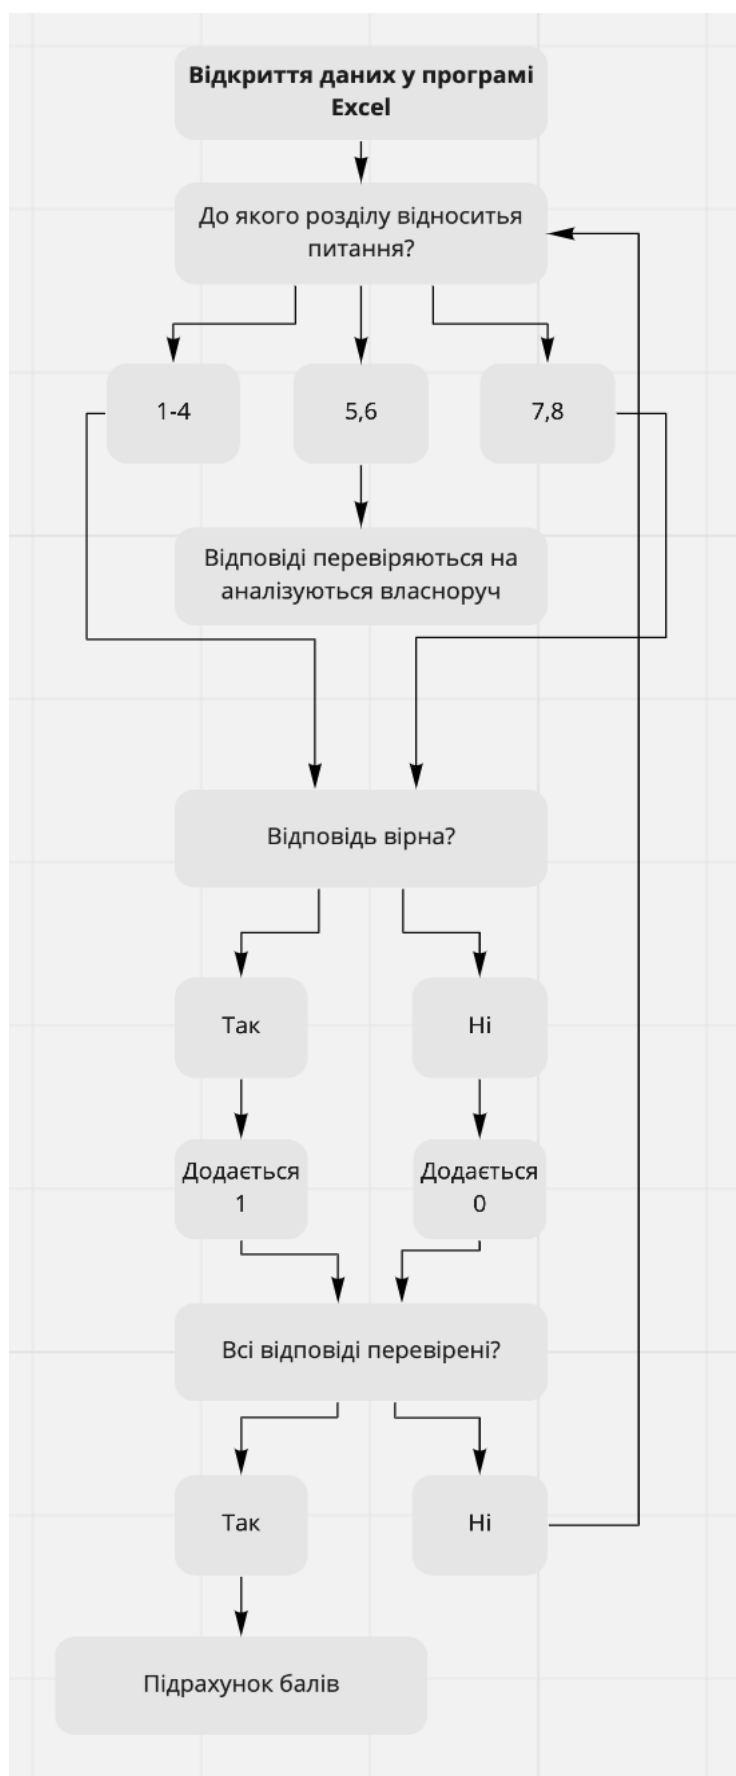 Відкриття даних у програмі
Excel
До якого розділу відноситья
питання?
1-4
5,6
7,8
Відповіді перевіряються на
аналізуються власноруч
Відповідь вірна?
Так
Ні
Додається
1
Додається
0
Всі відповіді перевірені?
Так
Ні
Підрахунок балів